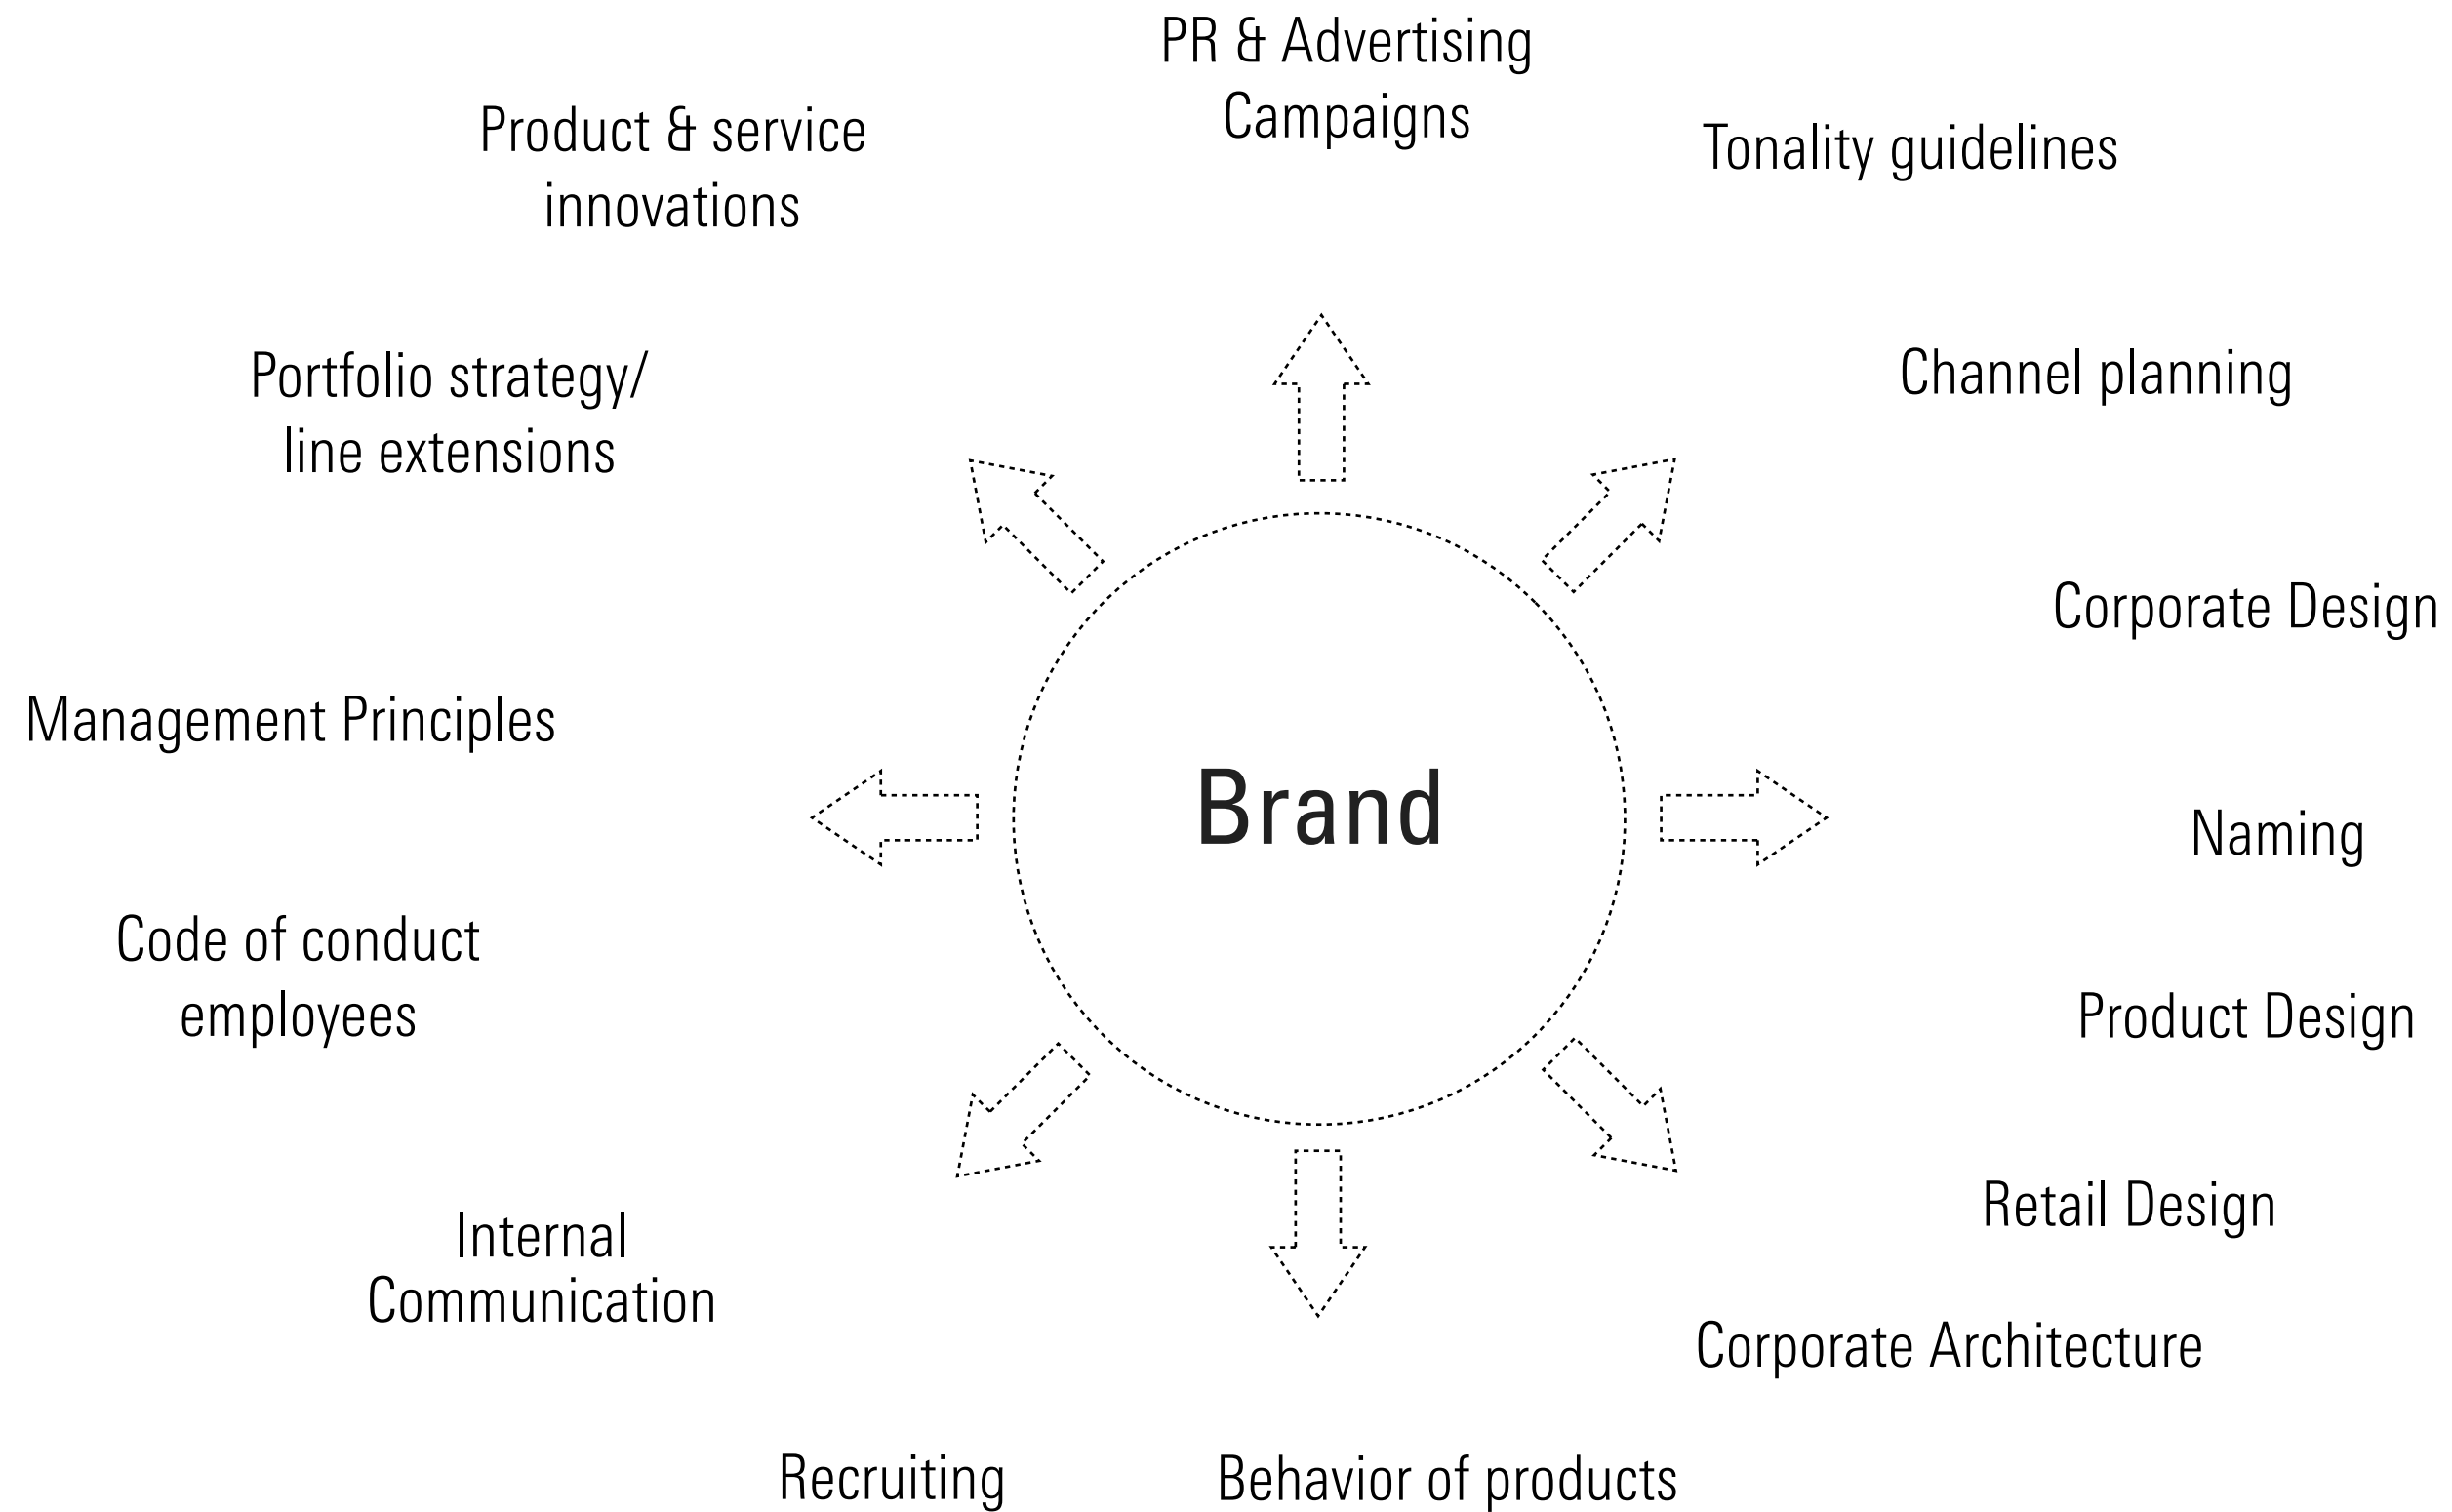 PR & Advertising
Campaigns
Product & service
innovations
Tonality guidelines
Portfolio strategy/
line extensions
Channel planning
Corporate Design
Management Principles
Brand
Naming
Code of conduct
employees
Product Design
Retail Design
Internal
Communication
Corporate Architecture
Recruiting
Behavior of products